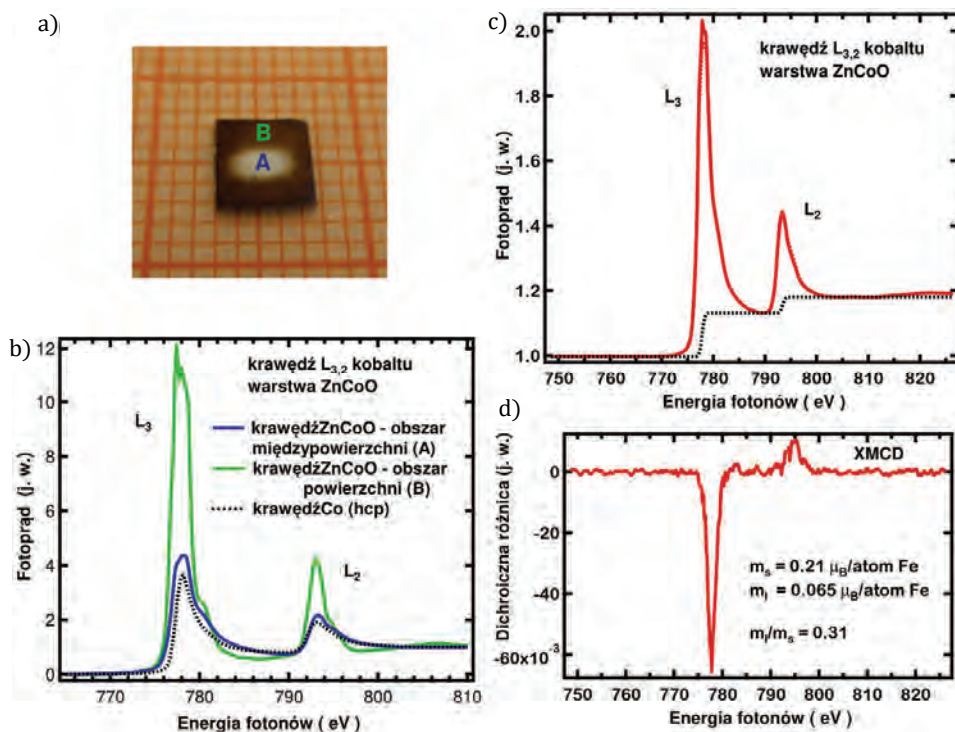 a)
B
A
b)
Fotoprąd (j. w.)
12
10
8
6
4
2
0
krawędź L3,2 kobaltu
warstwa ZnCoO
L3
krawędźZnCoO - obszar
międzypowierzchni (A)
krawędźZnCoO - obszar
powierzchni (B)
krawędźCo (hcp)
L2
770 780 790 800 810
Energia fotonów ( eV )
c)
Fotoprąd (j. w.)
2.0
1.8
1.6
1.4
1.2
1.0
krawędź L3,2 kobaltu
warstwa ZnCoO
L3
L2
750 760 770 780 790 800 810 820
Energia fotonów ( eV )
d)
Dichroiczna różnica (j. w.)
0
-20
-40
-60x10-3
XMCD
ms = 0.21 μB/atom Fe
ml = 0.065 μB/atom Fe
ml/ms = 0.31
750 760 770 780 790 800 810 820
Energia fotonów ( eV )